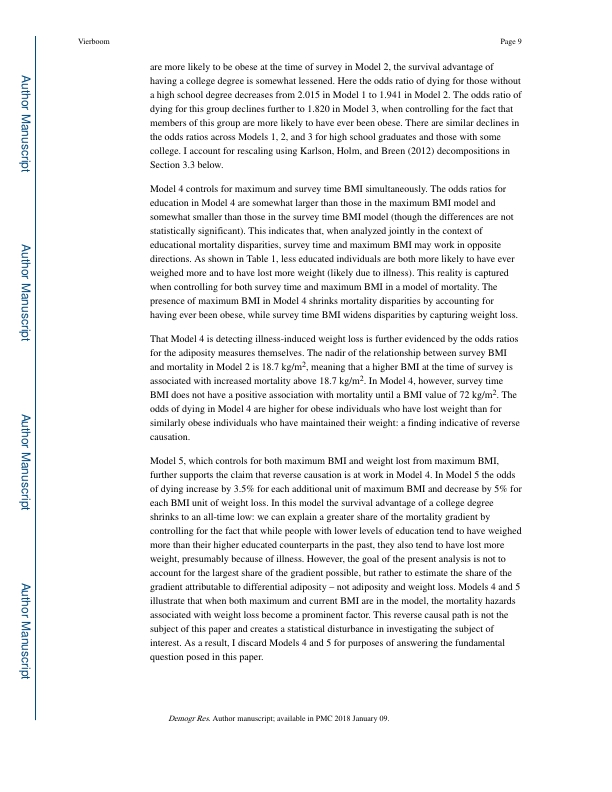 Vierboom
Page 9
are more likely to be obese at the time of survey in Model 2, the survival advantage of
having a college degree is somewhat lessened. Here the odds ratio of dying for those without
a high school degree decreases from 2.015 in Model 1 to 1.941 in Model 2. The odds ratio of
dying for this group declines further to 1.820 in Model 3, when controlling for the fact that
members of this group are more likely to have ever been obese. There are similar declines in
the odds ratios across Models 1, 2, and 3 for high school graduates and those with some
college. I account for rescaling using Karlson, Holm, and Breen (2012) decompositions in
Section 3.3 below.
Model 4 controls for maximum and survey time BMI simultaneously. The odds ratios for
education in Model 4 are somewhat larger than those in the maximum BMI model and
somewhat smaller than those in the survey time BMI model (though the differences are not
statistically significant). This indicates that, when analyzed jointly in the context of
educational mortality disparities, survey time and maximum BMI may work in opposite
directions. As shown in Table 1, less educated individuals are both more likely to have ever
weighed more and to have lost more weight (likely due to illness). This reality is captured
when controlling for both survey time and maximum BMI in a model of mortality. The
presence of maximum BMI in Model 4 shrinks mortality disparities by accounting for
having ever been obese, while survey time BMI widens disparities by capturing weight loss.
That Model 4 is detecting illness-induced weight loss is further evidenced by the odds ratios
for the adiposity measures themselves. The nadir of the relationship between survey BMI
and mortality in Model 2 is 18.7 kg/m², meaning that a higher BMI at the time of survey is
associated with increased mortality above 18.7 kg/m². In Model 4, however, survey time
BMI does not have a positive association with mortality until a BMI value of 72 kg/m². The
odds of dying in Model 4 are higher for obese individuals who have lost weight than for
similarly obese individuals who have maintained their weight: a finding indicative of reverse
causation.
Model 5, which controls for both maximum BMI and weight lost from maximum BMI,
further supports the claim that reverse causation is at work in Model 4. In Model 5 the odds
of dying increase by 3.5% for each additional unit of maximum BMI and decrease by 5% for
each BMI unit of weight loss. In this model the survival advantage of a college degree
shrinks to an all-time low: we can explain a greater share of the mortality gradient by
controlling for the fact that while people with lower levels of education tend to have weighed
more than their higher educated counterparts in the past, they also tend to have lost more
weight, presumably because of illness. However, the goal of the present analysis is not to
account for the largest share of the gradient possible, but rather to estimate the share of the
gradient attributable to differential adiposity – not adiposity and weight loss. Models 4 and 5
illustrate that when both maximum and current BMI are in the model, the mortality hazards
associated with weight loss become a prominent factor. This reverse causal path is not the
subject of this paper and creates a statistical disturbance in investigating the subject of
interest. As a result, I discard Models 4 and 5 for purposes of answering the fundamental
question posed in this paper.
Demogr Res. Author manuscript; available in PMC 2018 January 09.
Author Manuscript
Author Manuscript
Author Manuscript
Author Manuscript